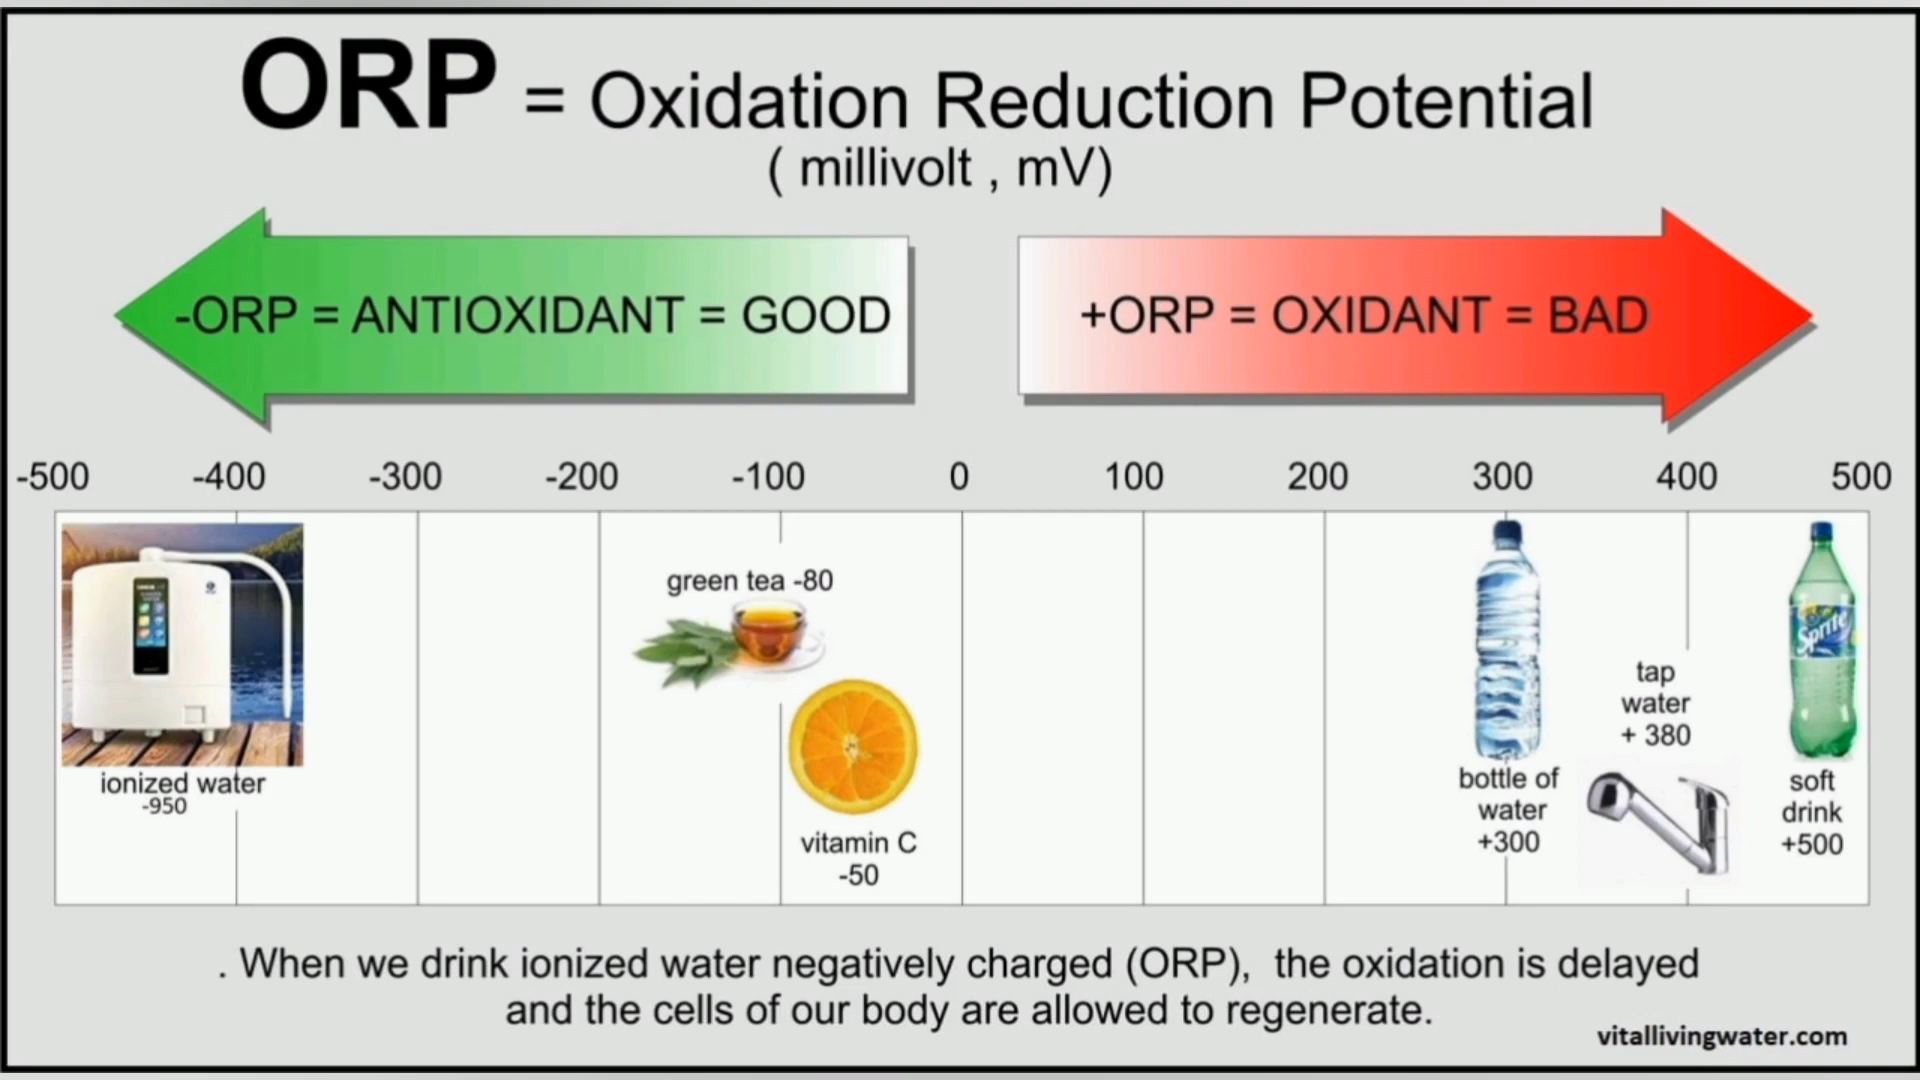 ORP = Oxidation Reduction Potential
( millivolt , mV)
-ORP = ANTIOXIDANT = GOOD
+ORP = OXIDANT = BAD
-500 -400 -300 -200 -100 0 100 200 300 400 500
green tea -80
Sprite
tap
water
+ 380
ionized water
-950
bottle of
water
+300
soft
drink
+500
vitamin C
-50
. When we drink ionized water negatively charged (ORP), the oxidation is delayed
and the cells of our body are allowed to regenerate.
vitallivingwater.com